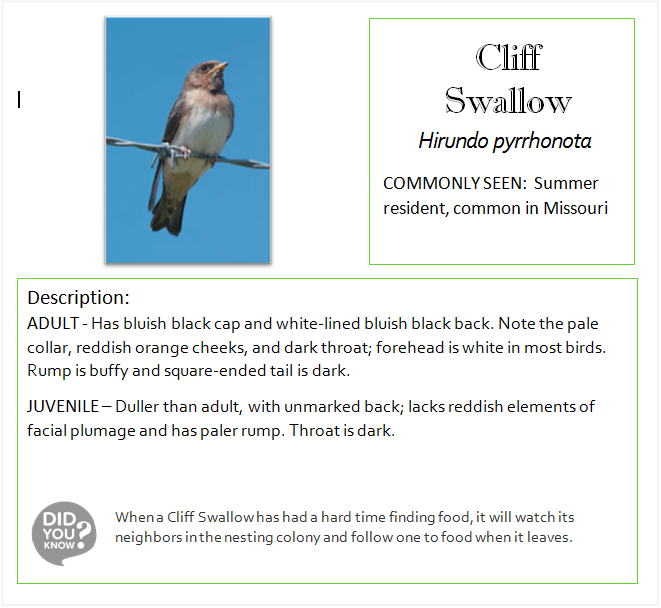 Cliff
Swallow
Hirundo pyrrhonota
COMMONLY SEEN: Summer
resident, common in Missouri
Description:
ADULT - Has bluish black cap and white-lined bluish black back. Note the pale
collar, reddish orange cheeks, and dark throat; forehead is white in most birds.
Rump is buffy and square-ended tail is dark.
JUVENILE – Duller than adult, with unmarked back; lacks reddish elements of
facial plumage and has paler rump. Throat is dark.
DID
YOU
KNOW?
When a Cliff Swallow has had a hard time finding food, it will watch its
neighbors in the nesting colony and follow one to food when it leaves.